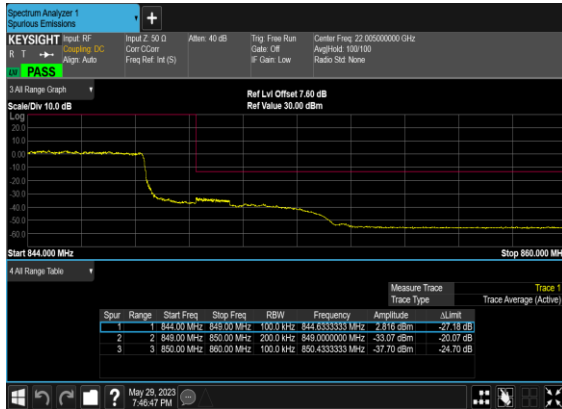 Spectrum Analyzer 1
Spurious Emissions
+
KEYSIGHT Input: RF Input Z: 50 Ω Atten: 40 dB Trig: Free Run Center Freq: 22.005000000 GHz
R T Coupling: DC Corr CCorr Gate: Off Avg|Hold: 100/100
Align: Auto Freq Ref: Int (S) IF Gain: Low Radio Std: None
LV PASS
3 All Range Graph
Ref Lvl Offset 7.60 dB
Scale/Div 10.0 dB Ref Value 30.00 dBm
Log
20.0
10.0
0.00
-10.0
-20.0
-30.0
-40.0
-50.0
-60.0
Start 844.000 MHz Stop 860.000 MH
4 All Range Table
Measure Trace Trace 1
Trace Type Trace Average (Active)
Spur Range Start Freq Stop Freq RBW Frequency Amplitude ΔLimit
1 1 844.00 MHz 849.00 MHz 100.0 kHz 844.6333333 MHz 2.816 dBm -27.18 dB
2 2 849.00 MHz 850.00 MHz 200.0 kHz 849.0000000 MHz -33.07 dBm -20.07 dB
3 3 850.00 MHz 860.00 MHz 100.0 kHz 850.4333333 MHz -37.70 dBm -24.70 dB
? May 29, 2023
7:46:47 PM